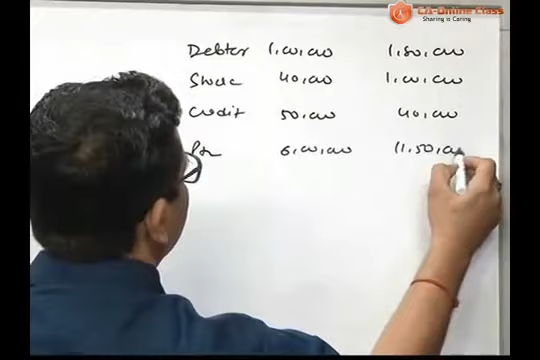 CA-Online Class
Sharing is Caring
Debtor 1,00,000 1,80,000
Stock 40,000 1,00,000
Credit 50,000 40,000
6,00,000 11,50,00